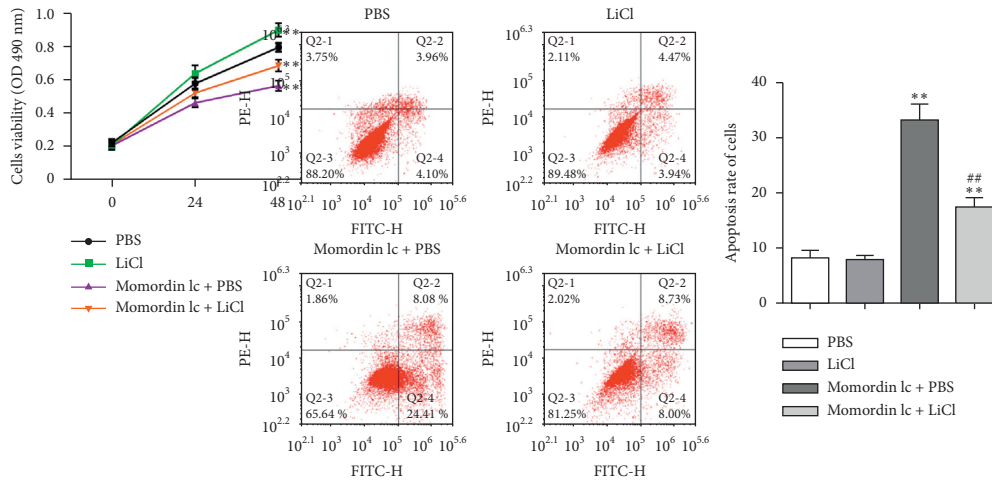 Cells viability (OD 490 nm)
1.0
0.8
0.6
0.4
0.2
0
0
24
48
**
**
**
PBS
LiCl
Momordin lc + PBS
Momordin lc + LiCl
PBS
PE-H
10^6.3
10^5
10^4
10^3
10^2.2
Q2-1
3.75%
Q2-2
3.96%
Q2-3
88.20%
Q2-4
4.10%
10^2.1 10^3 10^4 10^5 10^6 10^5.6
FITC-H
LiCl
PE-H
10^6.3
10^5
10^4
10^3
10^2.2
Q2-1
2.11%
Q2-2
4.47%
Q2-3
89.48%
Q2-4
3.94%
10^2.1 10^3 10^4 10^5 10^6 10^5.6
FITC-H
Momordin lc + PBS
PE-H
10^6.3
10^5
10^4
10^3
10^2.2
Q2-1
1.86%
Q2-2
8.08 %
Q2-3
65.64 %
Q2-4
24.41 %
10^2.1 10^3 10^4 10^5 10^6 10^5.6
FITC-H
Momordin lc + LiCl
PE-H
10^6.3
10^5
10^4
10^3
10^2.2
Q2-1
2.02%
Q2-2
8.73%
Q2-3
81.25%
Q2-4
8.00%
10^2.1 10^3 10^4 10^5 10^6 10^5.6
FITC-H
Apoptosis rate of cells
40
30
20
10
0
**
##
**
PBS
LiCl
Momordin lc + PBS
Momordin lc + LiCl